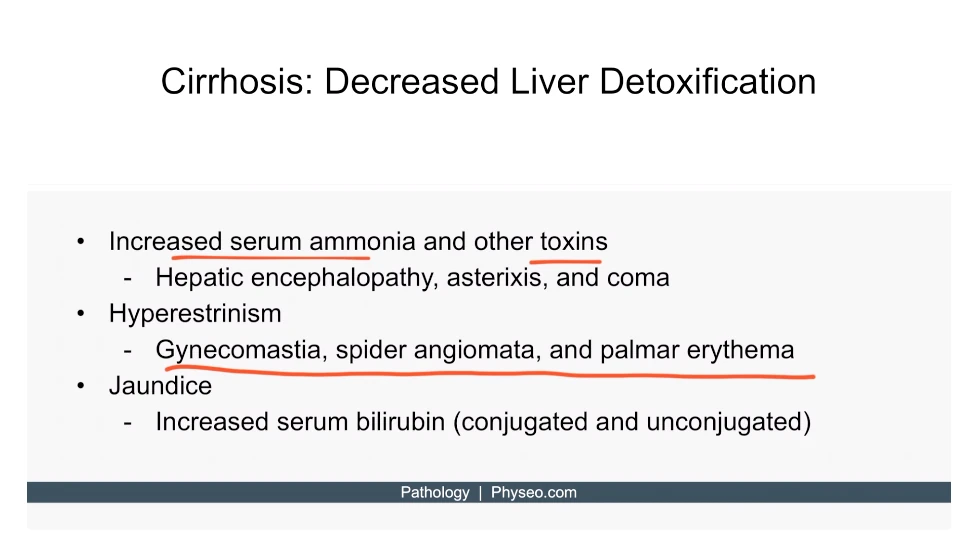 Cirrhosis: Decreased Liver Detoxification
• Increased serum ammonia and other toxins
- Hepatic encephalopathy, asterixis, and coma
• Hyperestrinism
- Gynecomastia, spider angiomata, and palmar erythema
• Jaundice
- Increased serum bilirubin (conjugated and unconjugated)
Pathology | Physeo.com